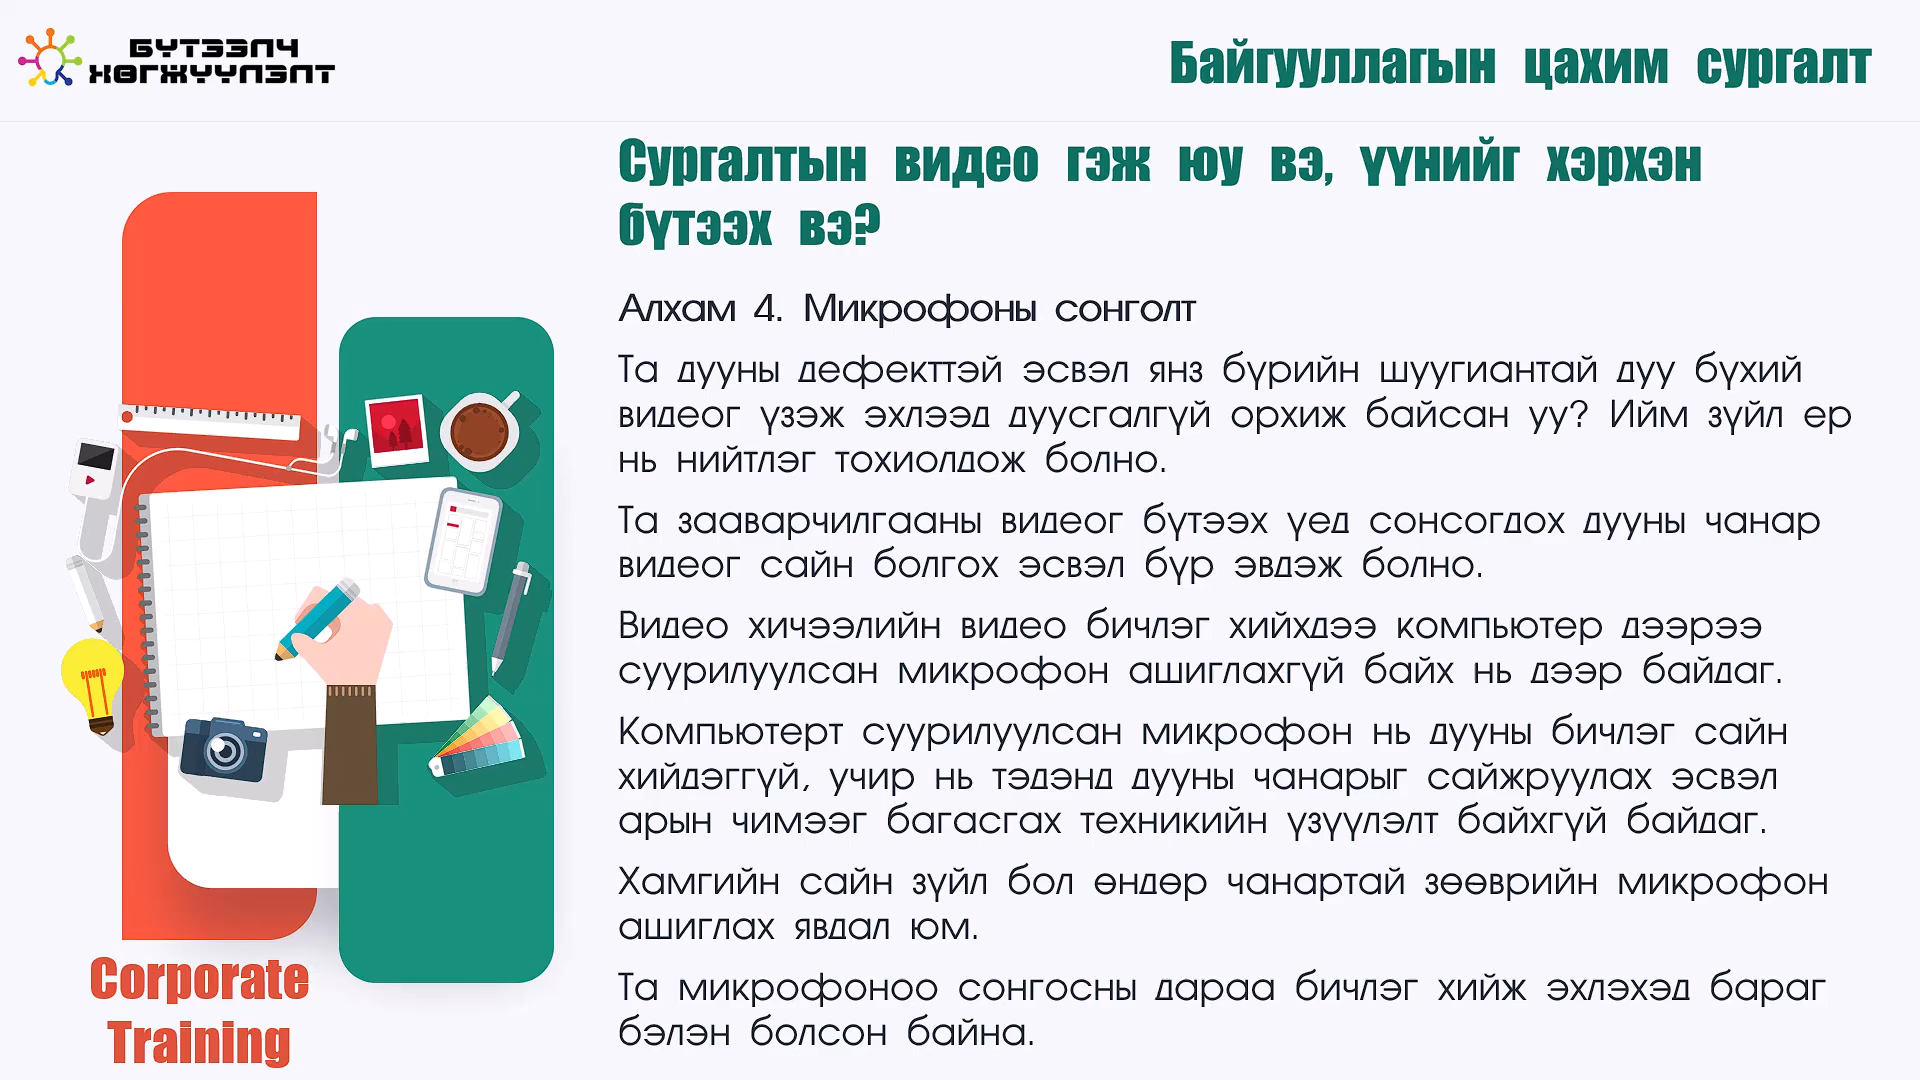 БҮТЭЭЛЧ
ХӨГЖҮҮЛЭЛТ
Байгууллагын цахим сургалт
Сургалтын видео гэж юу вэ, үүнийг хэрхэн
бүтээх вэ?
Алхам 4. Микрофоны сонголт
Та дууны дефекттэй эсвэл янз бүрийн шуугиантай дуу бүхий
видеог үзэж эхлээд дуусгалгүй орхиж байсан уу? Ийм зүйл ер
нь нийтлэг тохиолдож болно.
Та зааварчилгааны видеог бүтээх үед сонсогдох дууны чанар
видеог сайн болгох эсвэл бүр эвдэж болно.
Видео хичээлийн видео бичлэг хийхдээ компьютер дээрээ
суурилуулсан микрофон ашиглахгүй байх нь дээр байдаг.
Компьютерт суурилуулсан микрофон нь дууны бичлэг сайн
хийдэггүй, учир нь тэдэнд дууны чанарыг сайжруулах эсвэл
арын чимээг багасгах техникийн үзүүлэлт байхгүй байдаг.
Хамгийн сайн зүйл бол өндөр чанартай зөөврийн микрофон
ашиглах явдал юм.
Та микрофоноо сонгосны дараа бичлэг хийж эхлэхэд бараг
бэлэн болсон байна.
Corporate
Training